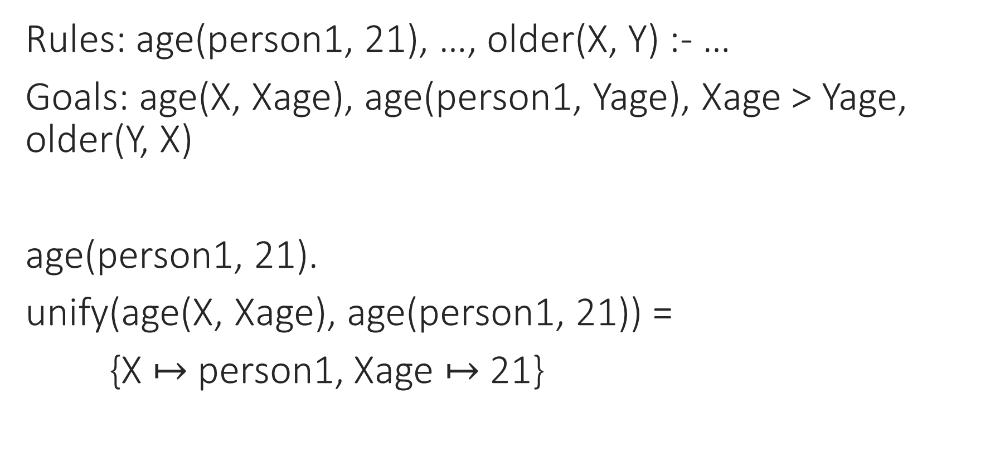 Rules: age(person1, 21), …, older(X, Y) :- …
Goals: age(X, Xage), age(person1, Yage), Xage > Yage,
older(Y, X)
age(person1, 21).
unify(age(X, Xage), age(person1, 21)) =
{X ↦ person1, Xage ↦ 21}